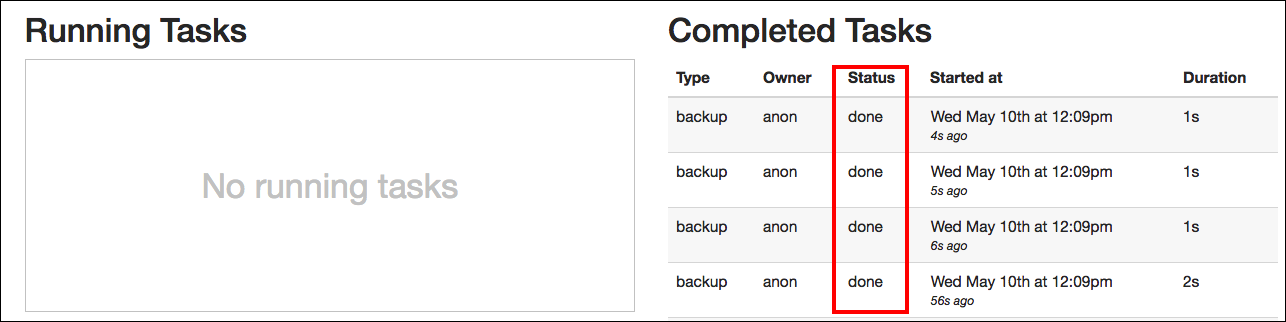 Running Tasks
No running tasks
Completed Tasks
Type Owner Status Started at Duration
backup anon done Wed May 10th at 12:09pm 1s
4s ago
backup anon done Wed May 10th at 12:09pm 1s
5s ago
backup anon done Wed May 10th at 12:09pm 1s
6s ago
backup anon done Wed May 10th at 12:09pm 2s
56s ago